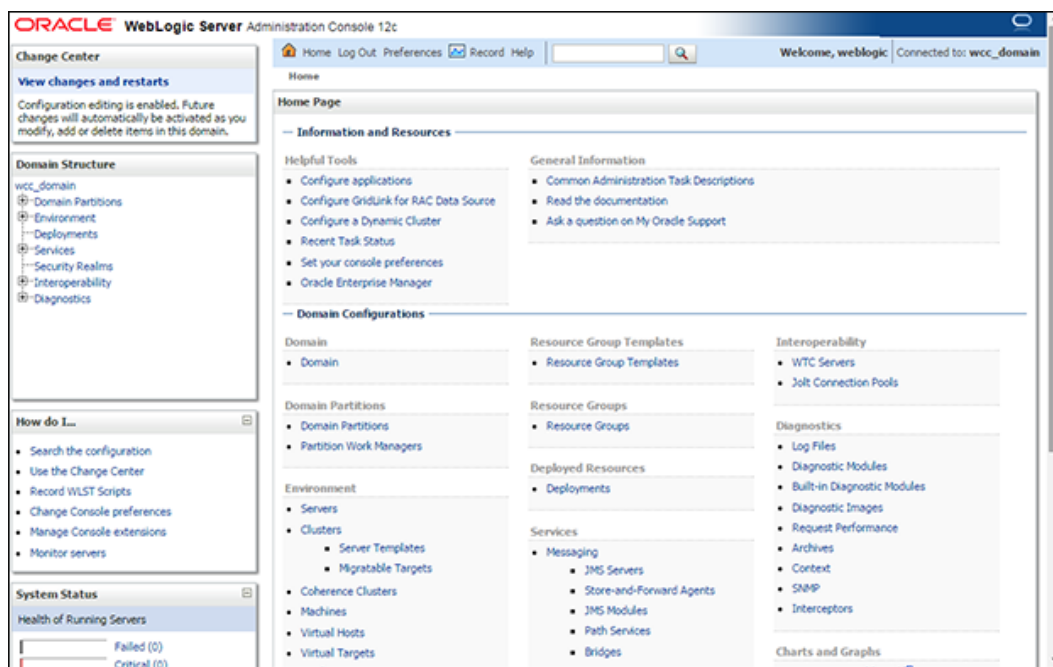 ORACLE WebLogic Server Administration Console 12c
Change Center
View changes and restarts
Configuration editing is enabled. Future
changes will automatically be activated as you
modify, add or delete items in this domain.
Domain Structure
wcc_domain
Domain Partitions
Environment
Deployments
Services
Security Realms
Interoperability
Diagnostics
How do I...
Search the configuration
Use the Change Center
Record WLST Scripts
Change Console preferences
Manage Console extensions
Monitor servers
System Status
Health of Running Servers
Failed (0)
Critical (0)
Home Log Out Preferences Record Help
Welcome, weblogic Connected to: wcc_domain
Home
Home Page
Information and Resources
Helpful Tools
Configure applications
Configure GridLink for RAC Data Source
Configure a Dynamic Cluster
Recent Task Status
Set your console preferences
Oracle Enterprise Manager
General Information
Common Administration Task Descriptions
Read the documentation
Ask a question on My Oracle Support
Domain Configurations
Domain
Domain
Domain Partitions
Domain Partitions
Partition Work Managers
Environment
Servers
Clusters
Server Templates
Migratable Targets
Coherence Clusters
Machines
Virtual Hosts
Virtual Targets
Resource Group Templates
Resource Group Templates
Resource Groups
Resource Groups
Deployed Resources
Deployments
Services
Messaging
JMS Servers
Store-and-Forward Agents
JMS Modules
Path Services
Bridges
Interoperability
WTC Servers
Jolt Connection Pools
Diagnostics
Log Files
Diagnostic Modules
Built-in Diagnostic Modules
Diagnostic Images
Request Performance
Archives
Context
SNMP
Interceptors
Charts and Graphs